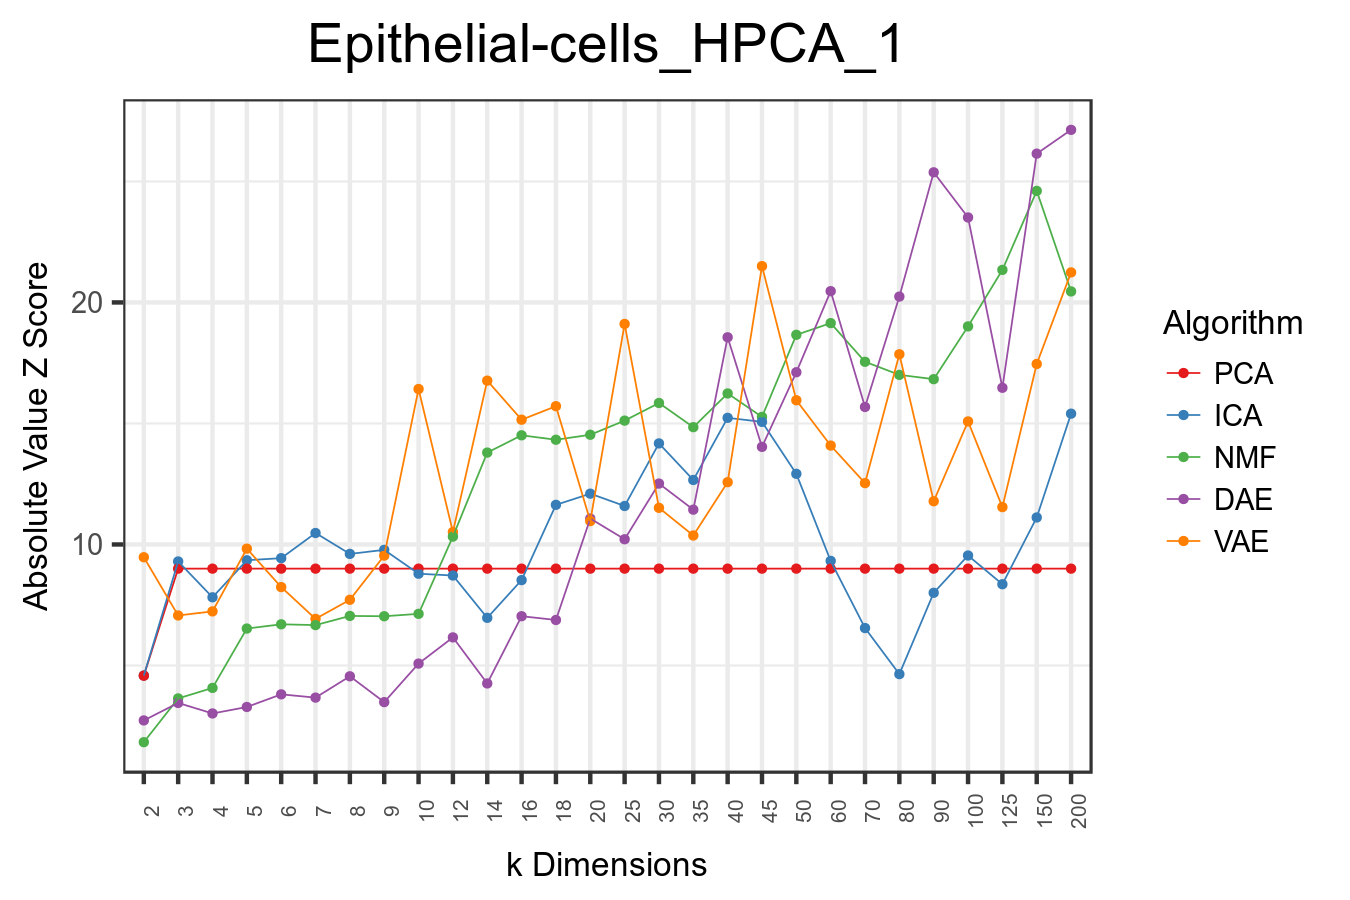 Epithelial-cells_HPCA_1
Absolute Value Z Score
20
10
2 3 4 5 6 7 8 9 10 12 14 16 18 20 25 30 35 40 45 50 60 70 80 90 100 125 150 200
k Dimensions
Algorithm
PCA
ICA
NMF
DAE
VAE